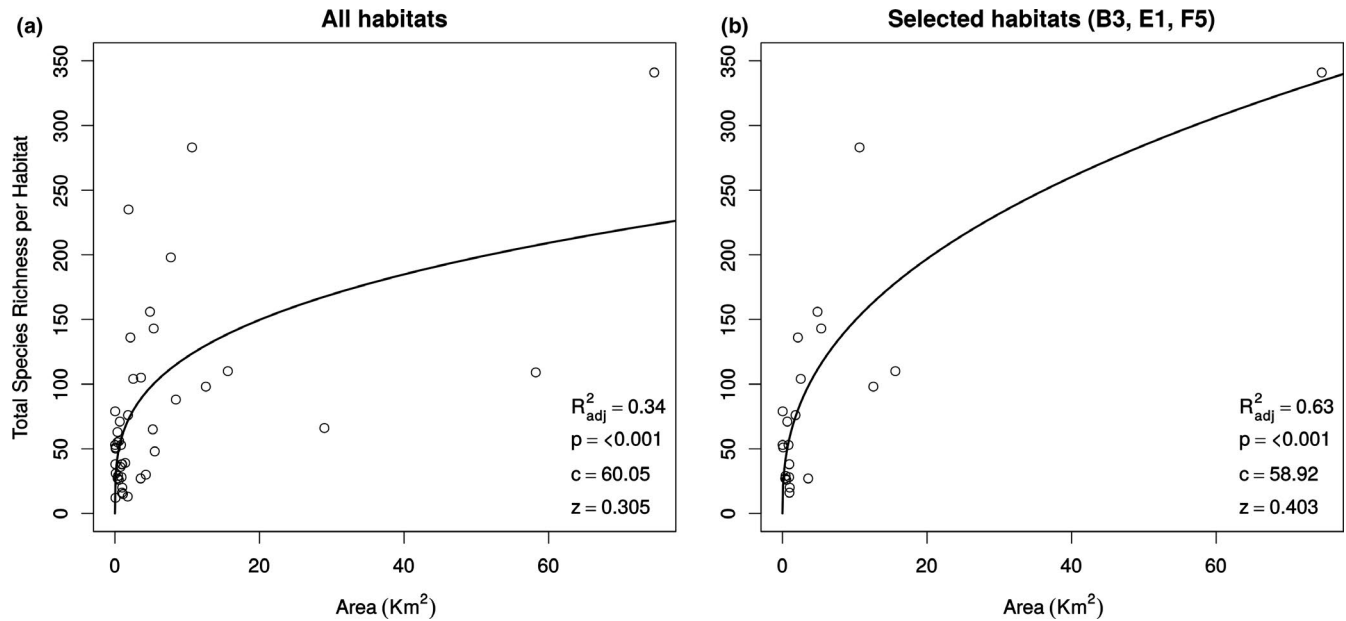 (a) All habitats
Total Species Richness per Habitat
350
300
250
200
150
100
50
0
R²adj = 0.34
p = <0.001
c = 60.05
z = 0.305
0 20 40 60
Area (Km²)
(b) Selected habitats (B3, E1, F5)
350
300
250
200
150
100
50
0
R²adj = 0.63
p = <0.001
c = 58.92
z = 0.403
0 20 40 60
Area (Km²)